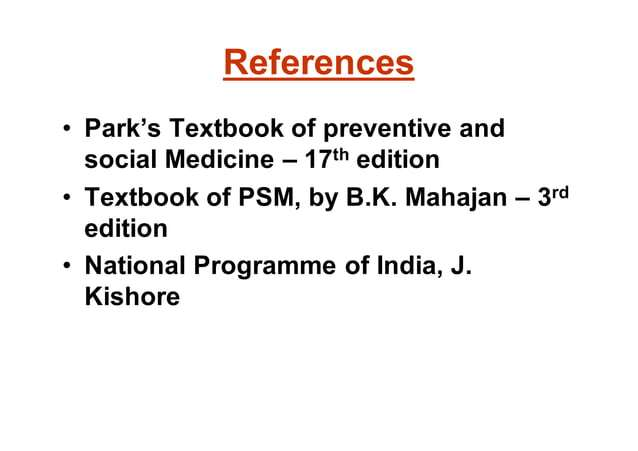 References
• Park’s Textbook of preventive and
social Medicine – 17th edition
• Textbook of PSM, by B.K. Mahajan – 3rd
edition
• National Programme of India, J.
Kishore